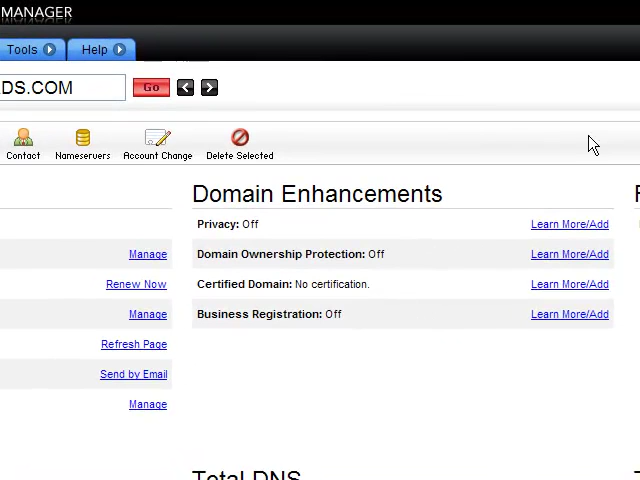 MANAGER
Tools
Help
DS.COM
Go
Contact
Nameservers
Account Change
Delete Selected
Domain Enhancements
Privacy: Off
Learn More/Add
Manage
Domain Ownership Protection: Off
Learn More/Add
Renew Now
Certified Domain: No certification.
Learn More/Add
Manage
Business Registration: Off
Learn More/Add
Refresh Page
Send by Email
Manage
Total DNS